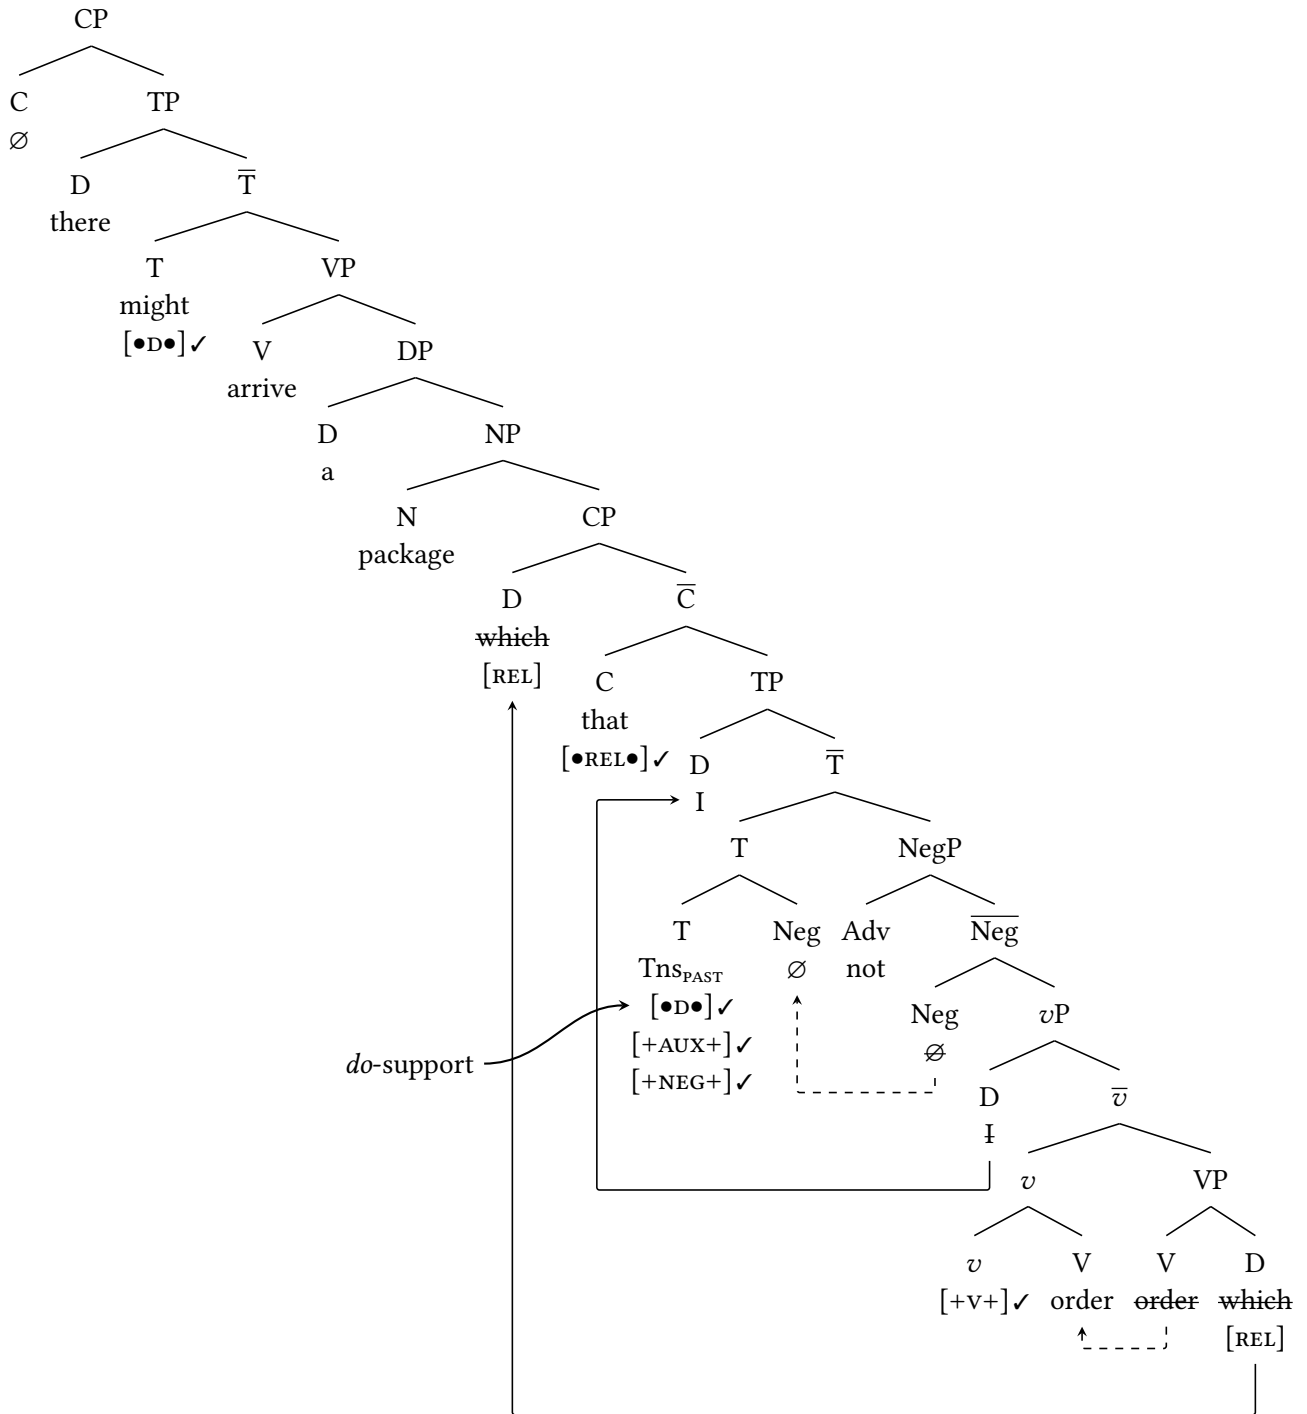 CP
C TP
∅
D T̅
there
T VP
might
[•D•]✓ V DP
arrive
D NP
a
N CP
package
D C̅
which
[REL] C TP
that
[•REL•]✓ D T̅
I
T NegP
T Neg Adv N̅e̅g̅
Tns_PAST ∅ not
[•D•]✓ Neg vP
[+AUX+]✓ ∅
do-support
[+NEG+]✓ D v̅
I
v VP
v V V D
[+V+]✓ order order which
[REL]